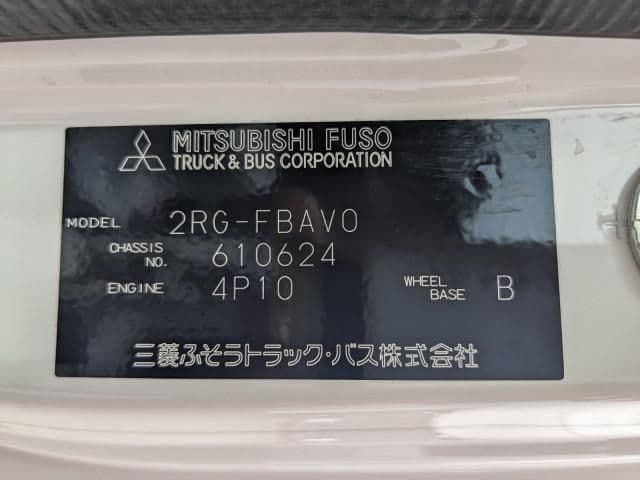 MITSUBISHI FUSO
TRUCK & BUS CORPORATION
MODEL 2RG-FBAV0
CHASSIS NO. 610624
ENGINE 4P10 WHEEL BASE B
三菱ふそうトラック・バス株式会社